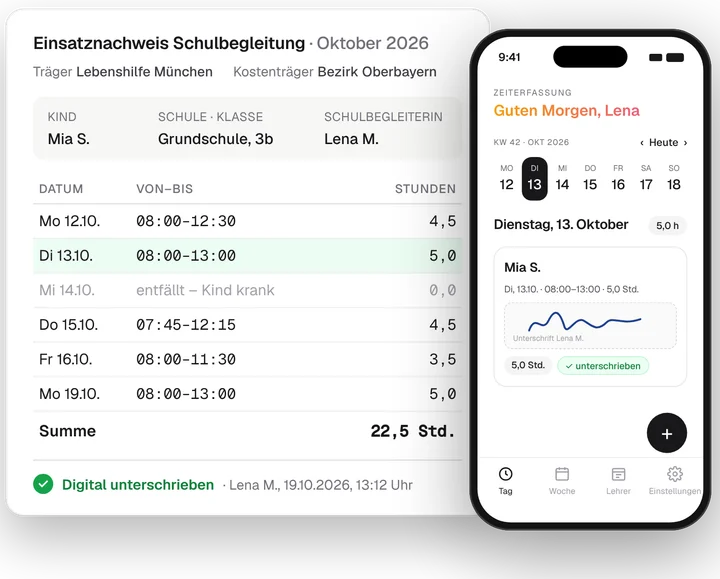 Einsatznachweis Schulbegleitung · Oktober 2026
Träger Lebenshilfe München Kostenträger Bezirk Oberbayern
KIND SCHULE · KLASSE SCHULBEGLEITERIN
Mia S. Grundschule, 3b Lena M.
DATUM VON–BIS STUNDEN
Mo 12.10. 08:00–12:30 4,5
Di 13.10. 08:00–13:00 5,0
Mi 14.10. entfällt – Kind krank 0,0
Do 15.10. 07:45–12:15 4,5
Fr 16.10. 08:00–11:30 3,5
Mo 19.10. 08:00–13:00 5,0
Summe 22,5 Std.
Digital unterschrieben · Lena M., 19.10.2026, 13:12 Uhr
9:41
ZEITERFASSUNG
Guten Morgen, Lena
KW 42 · OKT 2026 ‹ Heute ›
MO DI MI DO FR SA SO
12 13 14 15 16 17 18
Dienstag, 13. Oktober 5,0 h
Mia S.
Di, 13.10. · 08:00–13:00 · 5,0 Std.
Unterschrift Lena M.
5,0 Std. ✓ unterschrieben
+
Tag Woche Lehrer Einstellungen